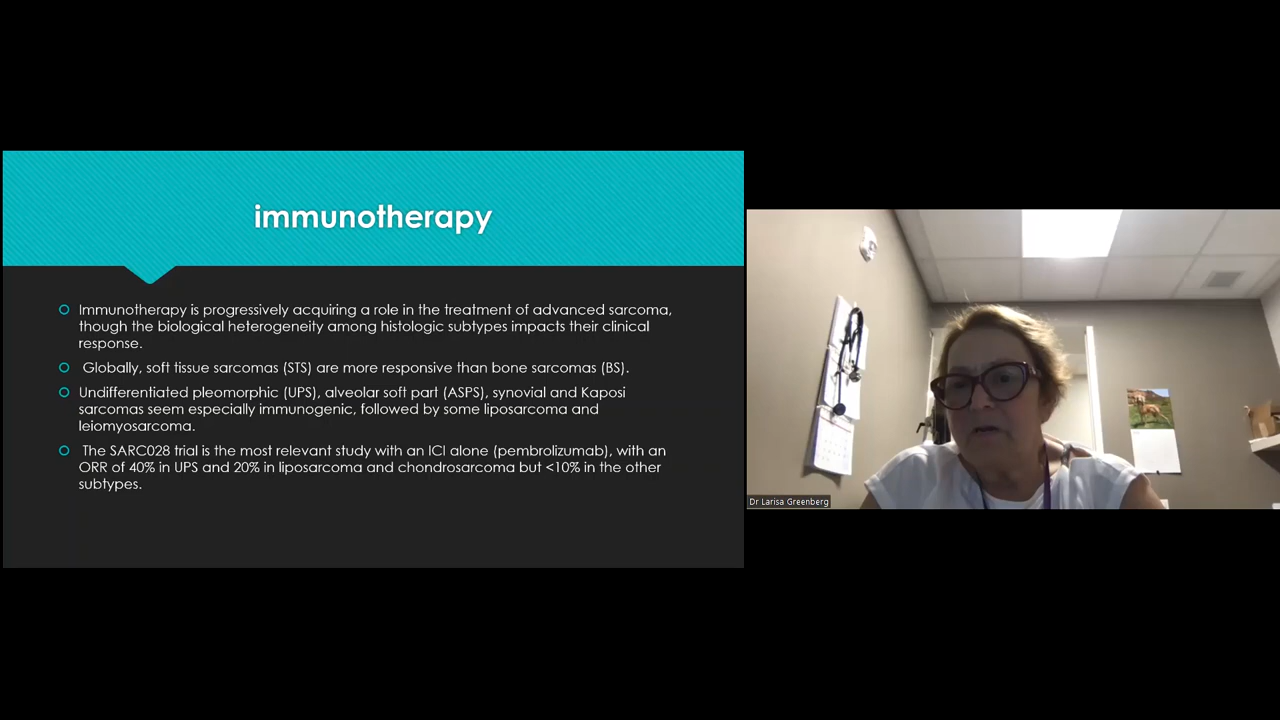 immunotherapy
Immunotherapy is progressively acquiring a role in the treatment of advanced sarcoma,
though the biological heterogeneity among histologic subtypes impacts their clinical
response.
Globally, soft tissue sarcomas (STS) are more responsive than bone sarcomas (BS).
Undifferentiated pleomorphic (UPS), alveolar soft part (ASPS), synovial and Kaposi
sarcomas seem especially immunogenic, followed by some liposarcoma and
leiomyosarcoma.
The SARC028 trial is the most relevant study with an ICI alone (pembrolizumab), with an
ORR of 40% in UPS and 20% in liposarcoma and chondrosarcoma but <10% in the other
subtypes.
Dr Larisa Greenberg